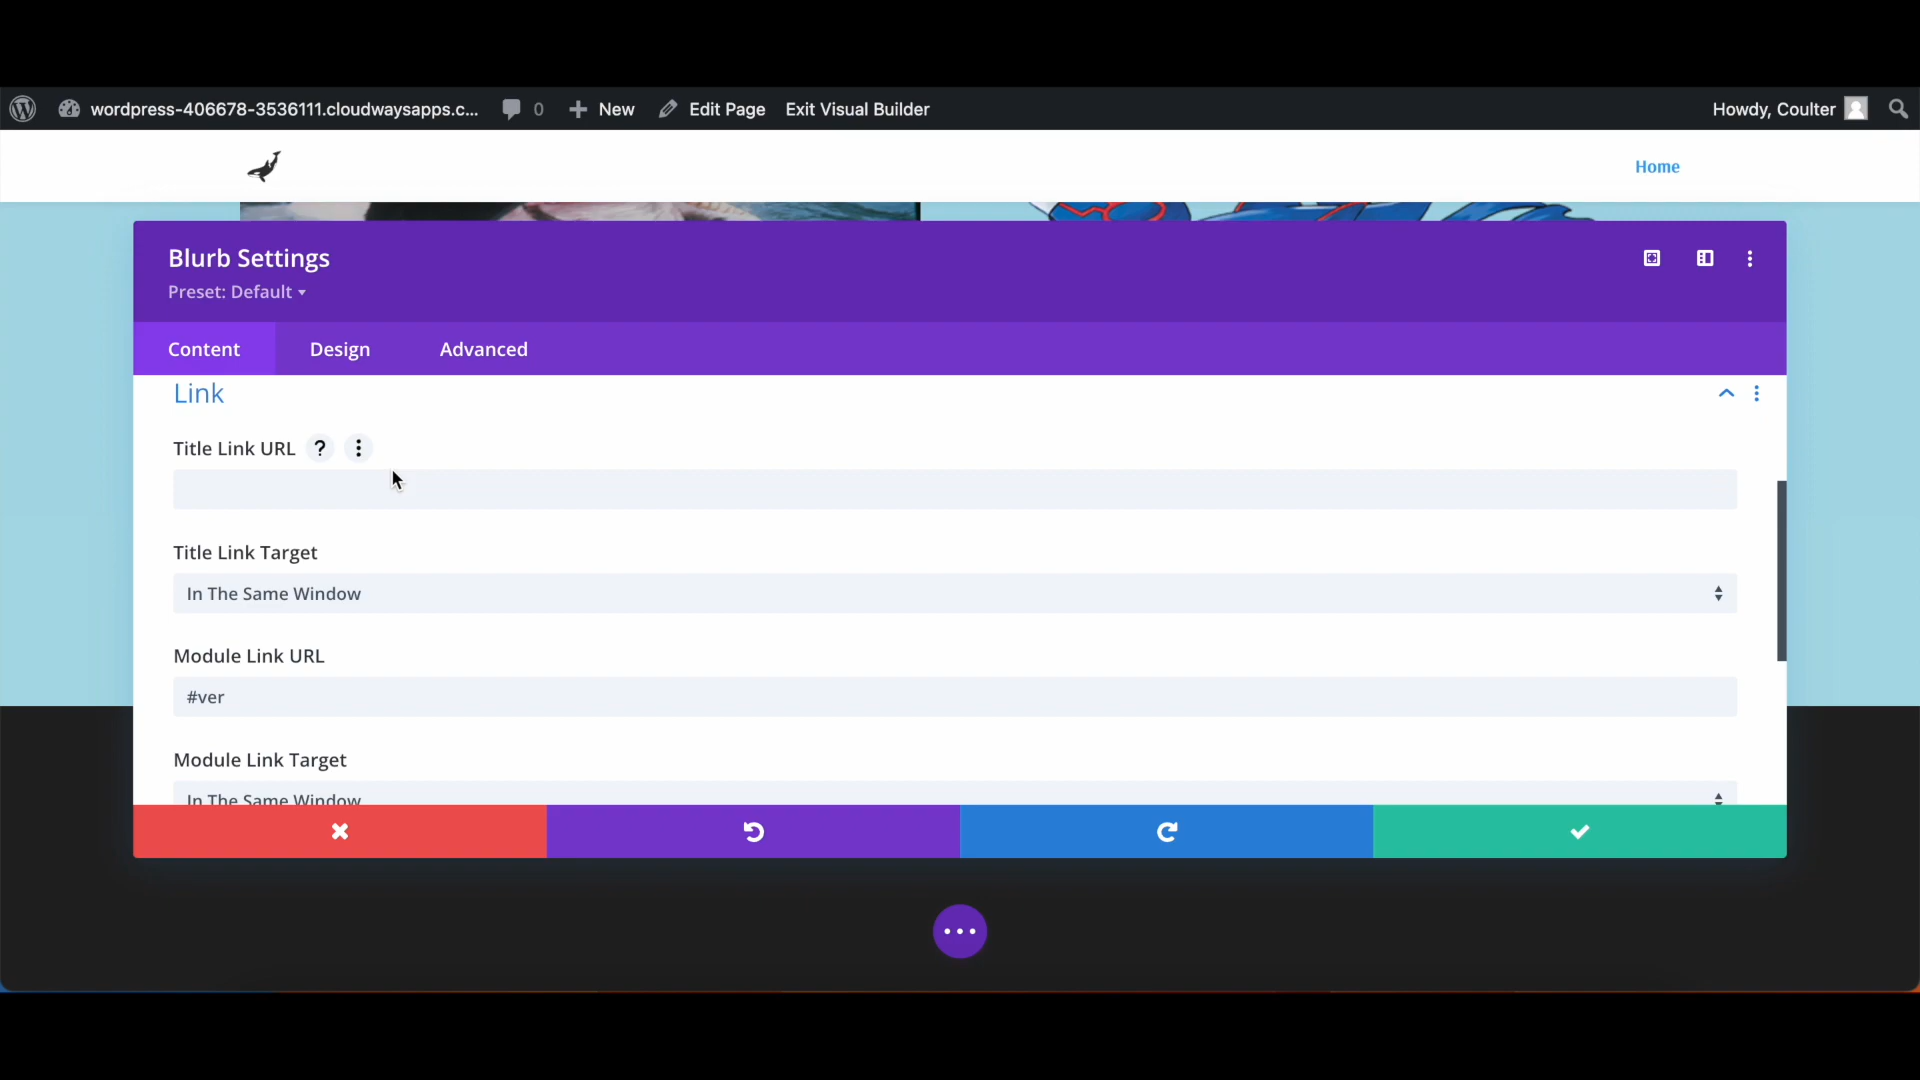 wordpress-406678-3536111.cloudwaysapps.c... 0 New Edit Page Exit Visual Builder Howdy, Coulter
Home
Blurb Settings
Preset: Default
Content Design Advanced
Link
Title Link URL ?
Title Link Target
In The Same Window
Module Link URL
#ver
Module Link Target
In The Same Window